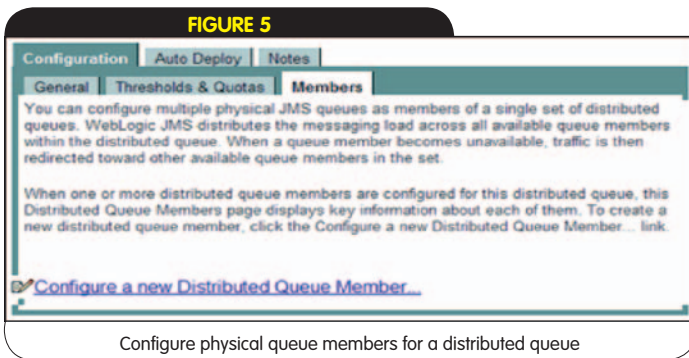 FIGURE 5
Configuration Auto Deploy Notes
General Thresholds & Quotas Members
You can configure multiple physical JMS queues as members of a single set of distributed
queues. WebLogic JMS distributes the messaging load across all available queue members
within the distributed queue. When a queue member becomes unavailable, traffic is then
redirected toward other available queue members in the set.
When one or more distributed queue members are configured for this distributed queue, this
Distributed Queue Members page displays key information about each of them. To create a
new distributed queue member, click the Configure a new Distributed Queue Member... link.
Configure a new Distributed Queue Member...
Configure physical queue members for a distributed queue